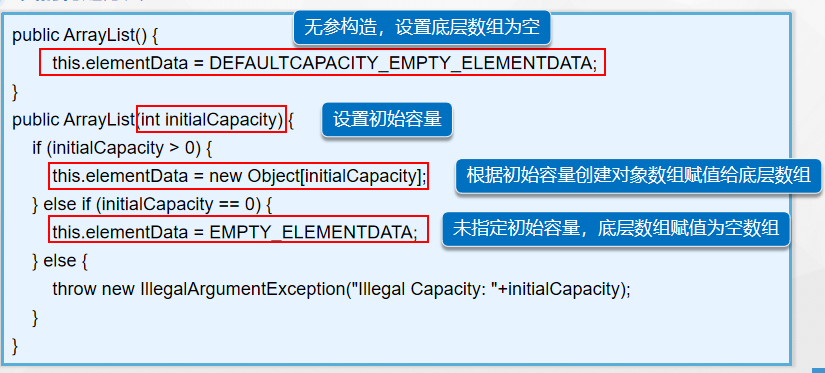 无参构造，设置底层数组为空
public ArrayList() {
this.elementData = DEFAULTCAPACITY_EMPTY_ELEMENTDATA;
}
public ArrayList(int initialCapacity) {
设置初始容量
if (initialCapacity > 0) {
this.elementData = new Object[initialCapacity];
根据初始容量创建对象数组赋值给底层数组
} else if (initialCapacity == 0) {
this.elementData = EMPTY_ELEMENTDATA;
未指定初始容量，底层数组赋值为空数组
} else {
throw new IllegalArgumentException("Illegal Capacity: "+initialCapacity);
}
}